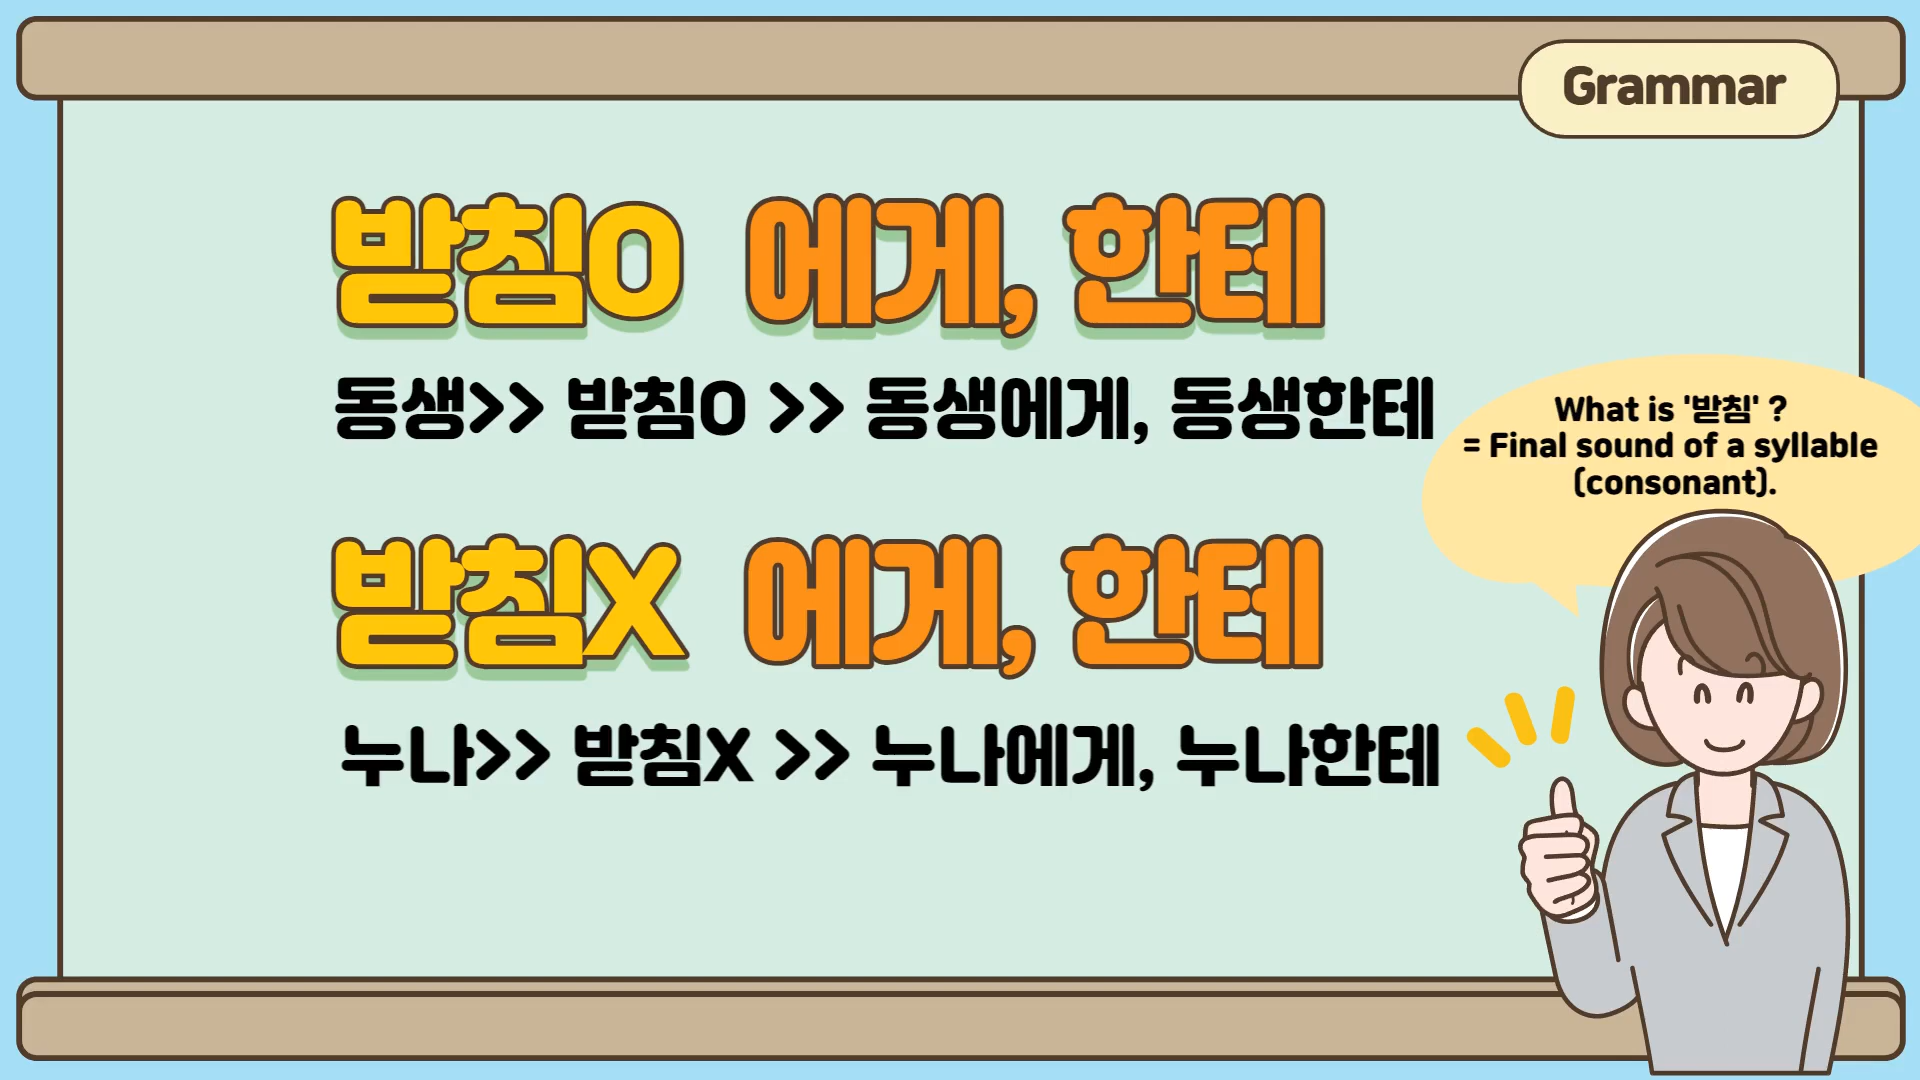 Grammar
받침O 에게, 한테
동생>> 받침O >> 동생에게, 동생한테
What is '받침' ?
= Final sound of a syllable
(consonant).
받침X 에게, 한테
누나>> 받침X >> 누나에게, 누나한테